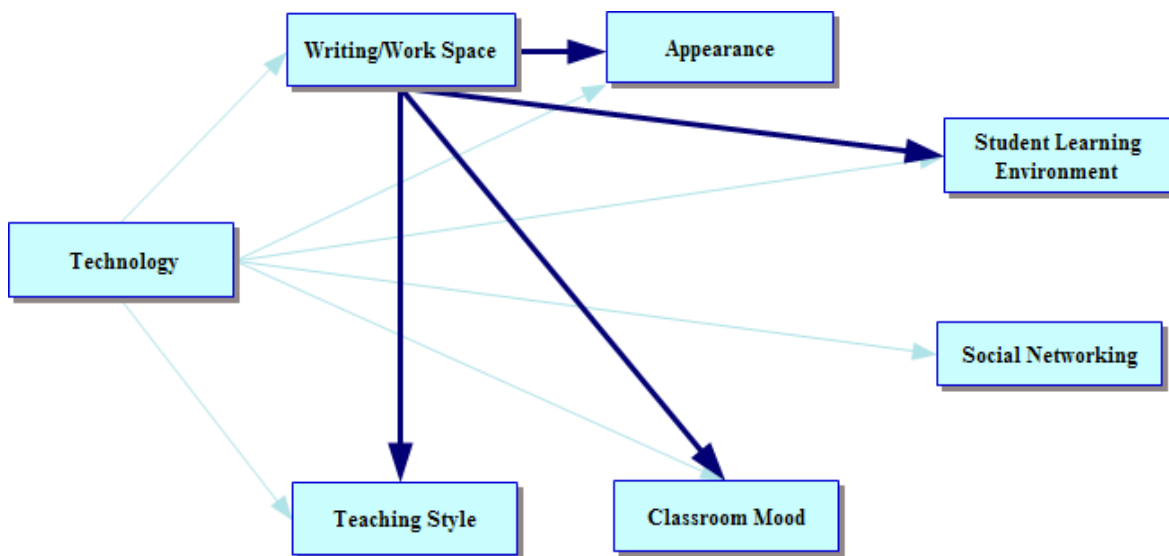 Writing/Work Space
Appearance
Student Learning
Environment
Technology
Social Networking
Teaching Style
Classroom Mood